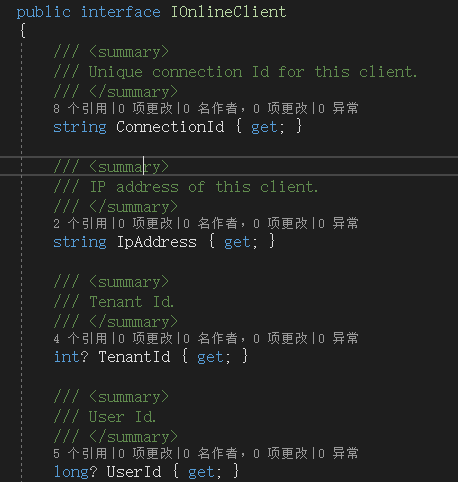 public interface IOnlineClient
{
/// <summary>
/// Unique connection Id for this client.
/// </summary>
8 个引用|0 项更改|0 名作者, 0 项更改|0 异常
string ConnectionId { get; }
/// <summary>
/// IP address of this client.
/// </summary>
2 个引用|0 项更改|0 名作者, 0 项更改|0 异常
string IpAddress { get; }
/// <summary>
/// Tenant Id.
/// </summary>
4 个引用|0 项更改|0 名作者, 0 项更改|0 异常
int? TenantId { get; }
/// <summary>
/// User Id.
/// </summary>
5 个引用|0 项更改|0 名作者, 0 项更改|0 异常
long? UserId { get; }